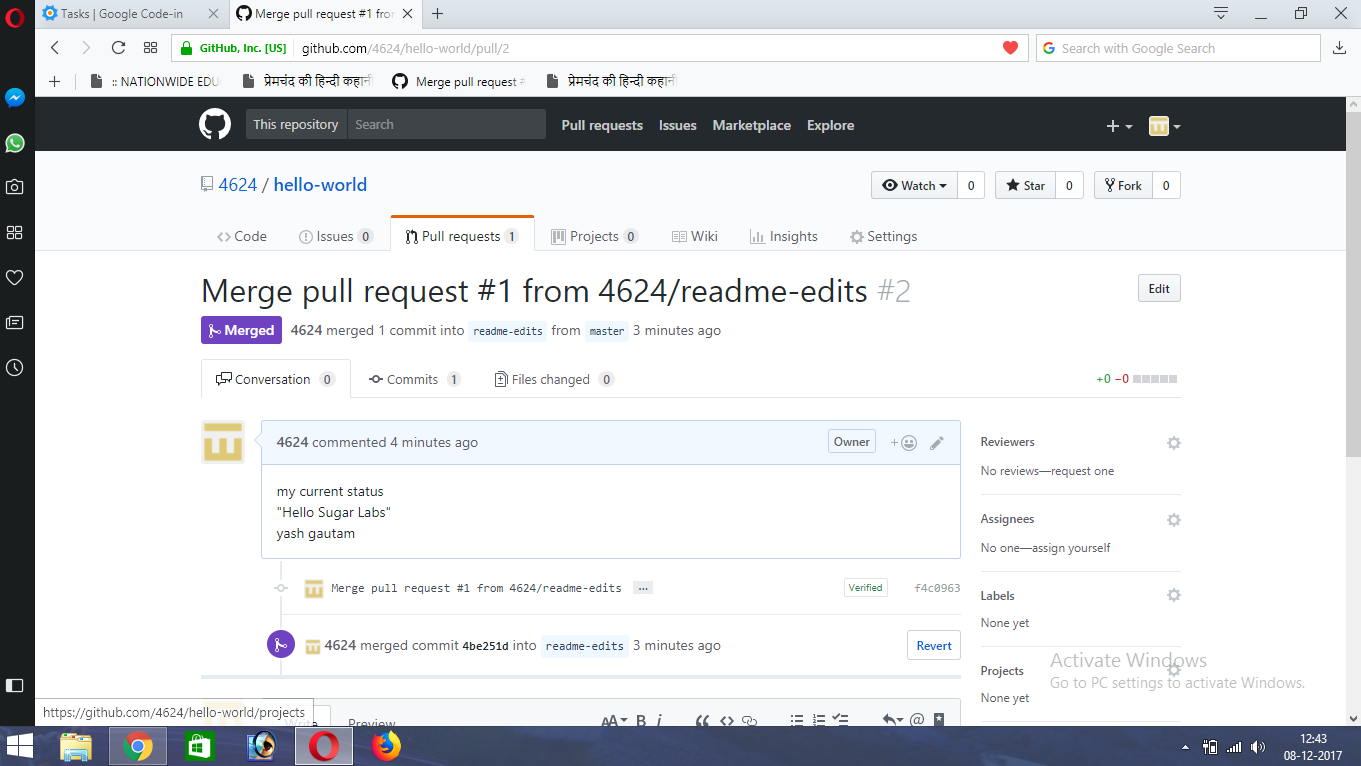 Tasks | Google Code-in
Merge pull request #1 fro
GitHub, Inc. [US] github.com/4624/hello-world/pull/2
Search with Google Search
:: NATIONWIDE EDU
प्रेमचंद की हिन्दी कहानी
Merge pull request #
प्रेमचंद की हिन्दी कहानी
This repository Search Pull requests Issues Marketplace Explore
4624 / hello-world
Watch 0 Star 0 Fork 0
Code Issues 0 Pull requests 1 Projects 0 Wiki Insights Settings
Merge pull request #1 from 4624/readme-edits #2
Edit
Merged 4624 merged 1 commit into readme-edits from master 3 minutes ago
Conversation 0 Commits 1 Files changed 0 +0 −0
4624 commented 4 minutes ago Owner
my current status
"Hello Sugar Labs"
yash gautam
Merge pull request #1 from 4624/readme-edits … Verified f4c0963
4624 merged commit 4be251d into readme-edits 3 minutes ago Revert
Reviewers
No reviews—request one
Assignees
No one—assign yourself
Labels
None yet
Projects
None yet
Activate Windows
Go to PC settings to activate Windows.
https://github.com/4624/hello-world/projects
Write Preview AA B i
12:43
08-12-2017